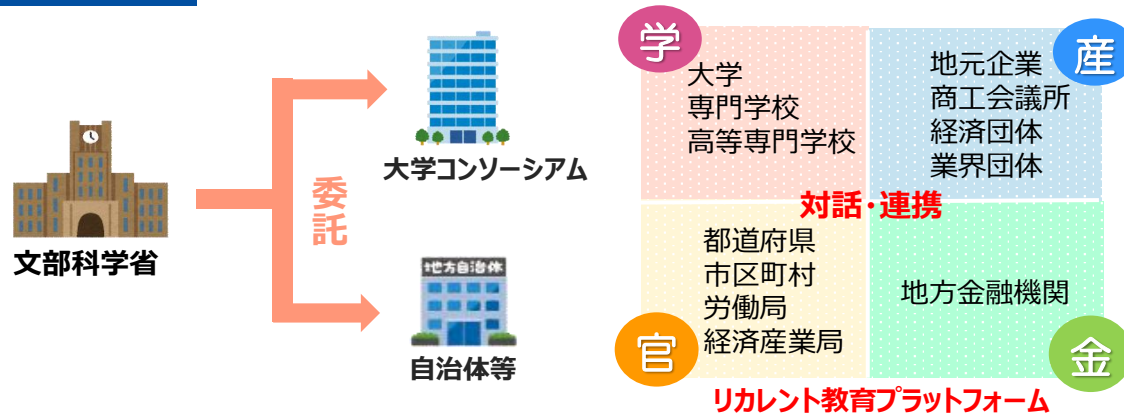 文部科学省
委託
大学コンソーシアム
地方自治体
自治体等
学
大学
専門学校
高等専門学校
産
地元企業
商工会議所
経済団体
業界団体
対話・連携
官
都道府県
市区町村
労働局
経済産業局
金
地方金融機関
リカレント教育プラットフォーム